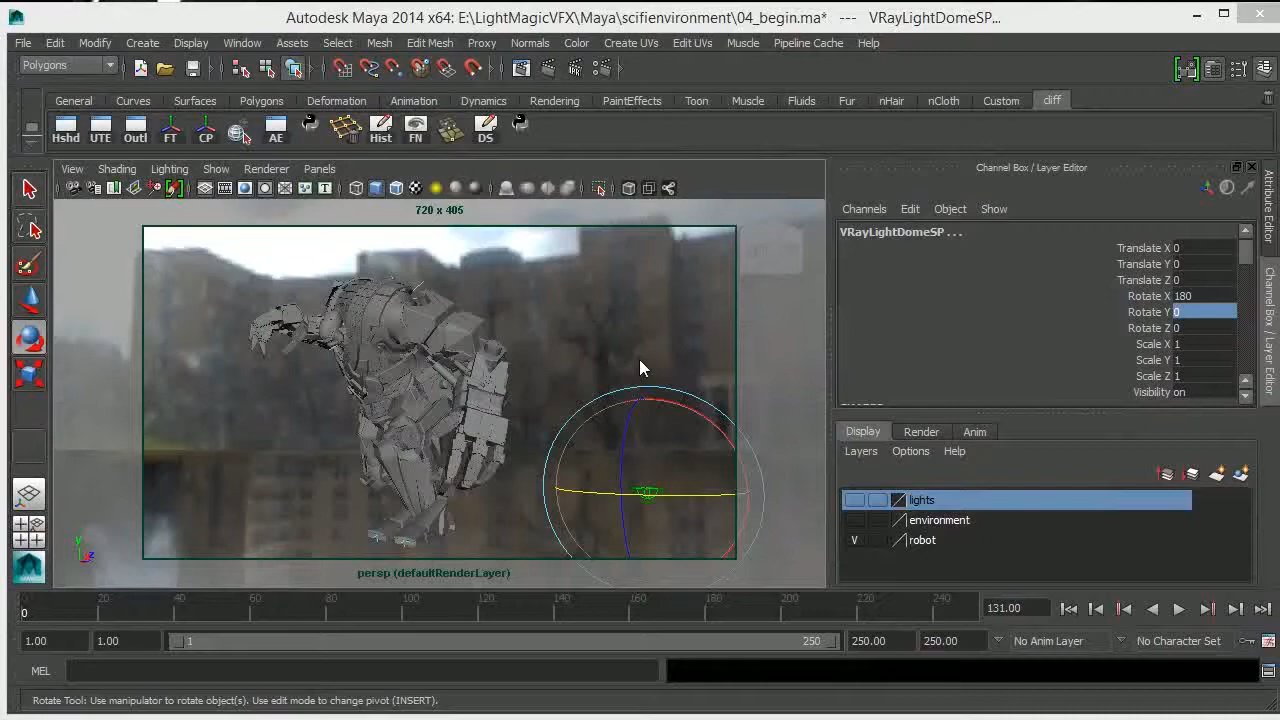 Autodesk Maya 2014 x64: E:\LightMagicVFX\Maya\scifienvironment\04_begin.ma* --- VRayLightDomeSP...
File Edit Modify Create Display Window Assets Select Mesh Edit Mesh Proxy Normals Color Create UVs Edit UVs Muscle Pipeline Cache Help
Polygons
General Curves Surfaces Polygons Deformation Animation Dynamics Rendering PaintEffects Toon Muscle Fluids Fur nHair nCloth Custom cliff
Hshd UTE Outl FT CP AE Hist FN DS
View Shading Lighting Show Renderer Panels
720 x 405
persp (defaultRenderLayer)
y
z
Channel Box / Layer Editor
Channels Edit Object Show
VRayLightDomeSP . . .
Translate X 0
Translate Y 0
Translate Z 0
Rotate X 180
Rotate Y 0
Rotate Z 0
Scale X 1
Scale Y 1
Scale Z 1
Visibility on
Display Render Anim
Layers Options Help
lights
environment
V robot
Attribute Editor
Channel Box / Layer Editor
0 20 40 60 80 100 120 140 160 180 200 220 240
131.00
1.00 1.00 1 250 250.00 250.00 No Anim Layer No Character Set
MEL
Rotate Tool: Use manipulator to rotate object(s). Use edit mode to change pivot (INSERT).